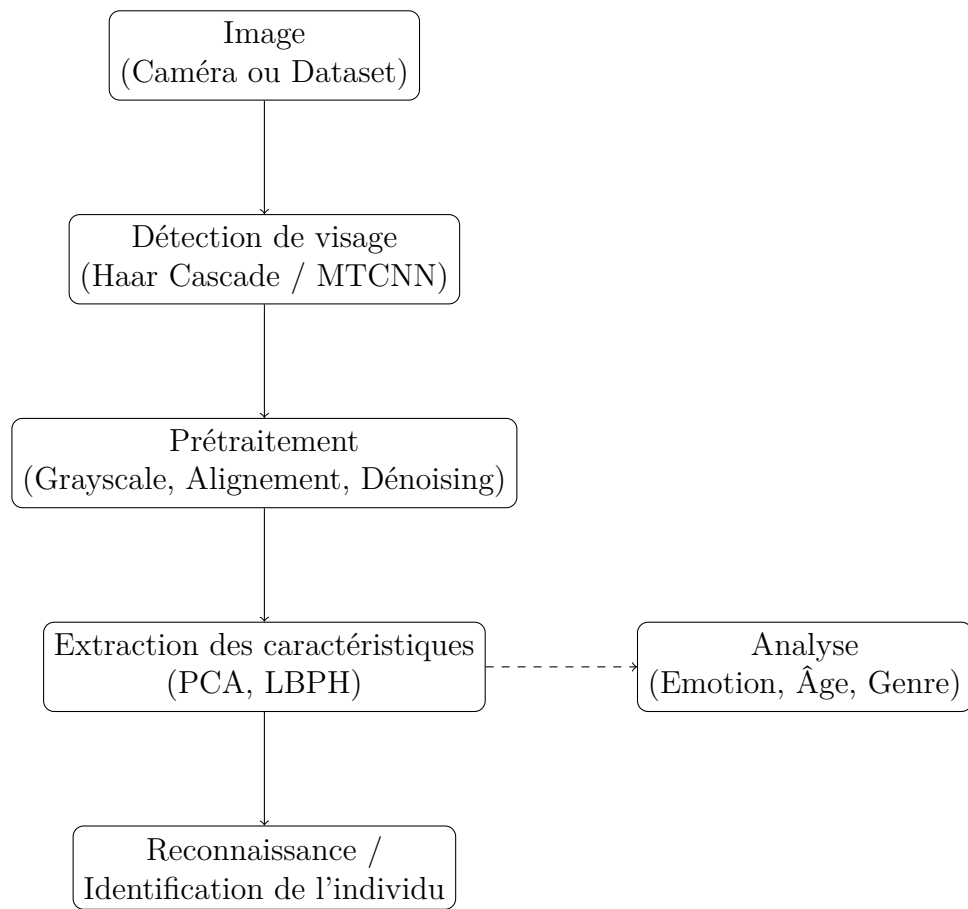 Image
(Caméra ou Dataset)
Détection de visage
(Haar Cascade / MTCNN)
Prétraitement
(Grayscale, Alignement, Dénoising)
Extraction des caractéristiques
(PCA, LBPH)
Analyse
(Emotion, Âge, Genre)
Reconnaissance /
Identification de l'individu